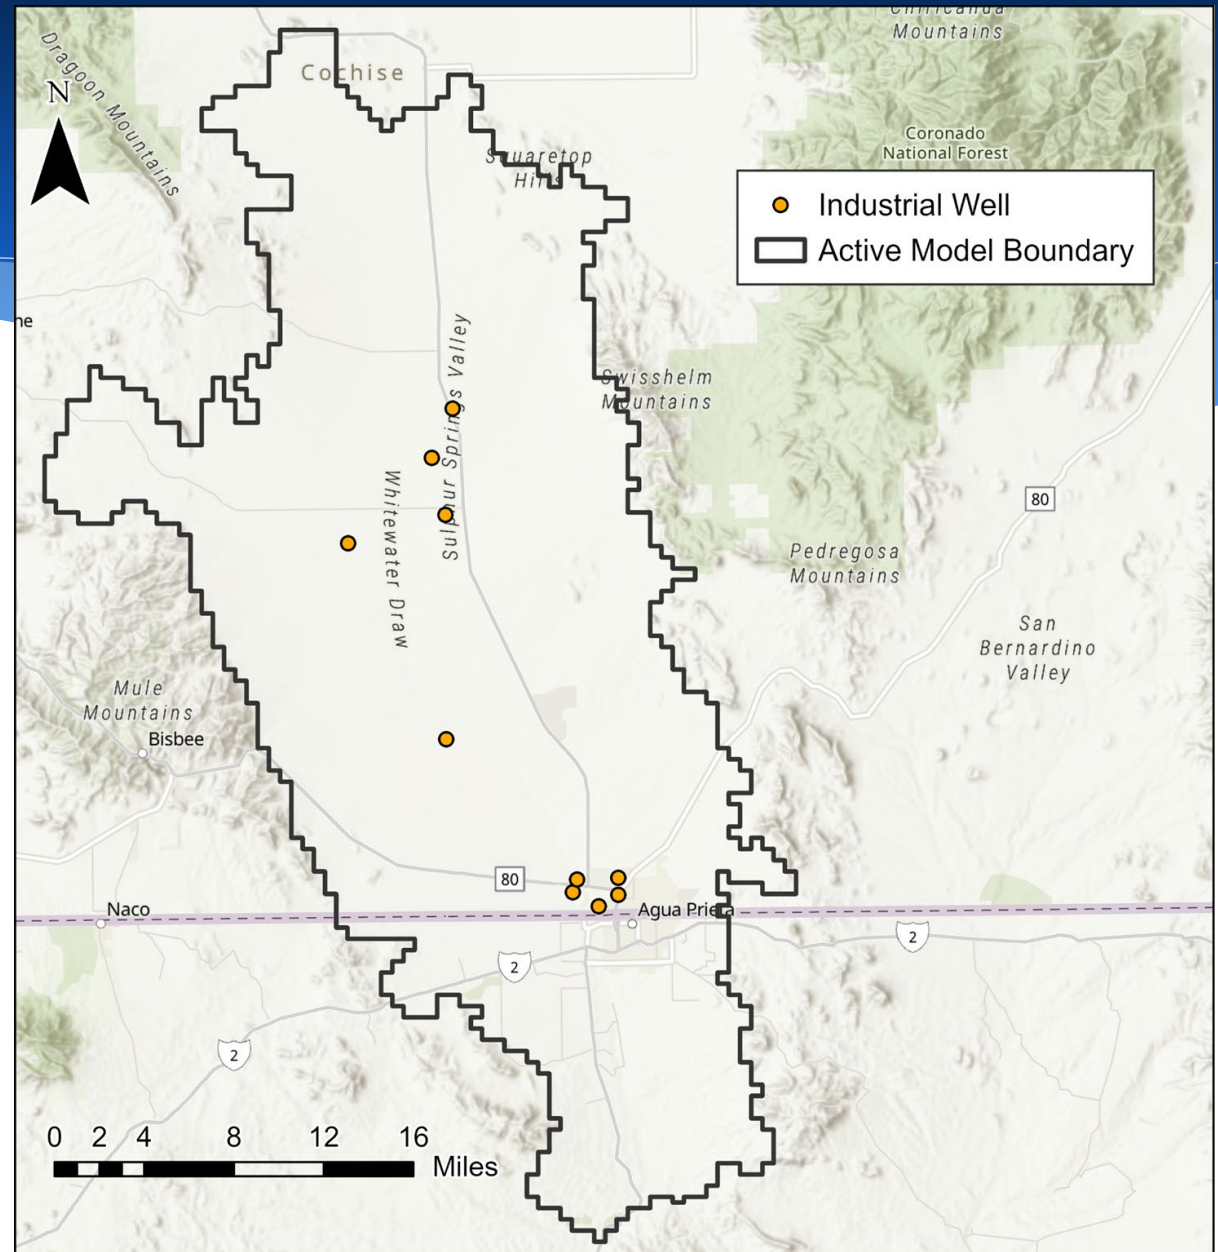 Chiricahua
Mountains
Dragoon Mountains
N
Cochise
Coronado
National Forest
Squaretop
Hills
Industrial Well
Active Model Boundary
ne
Sulphur Springs Valley
Swisshelm
Mountains
Whitewater Draw
80
Pedregosa
Mountains
San
Bernardino
Valley
Mule
Mountains
Bisbee
80
Naco
Agua Prieta
2
2
2
0 2 4 8 12 16
Miles